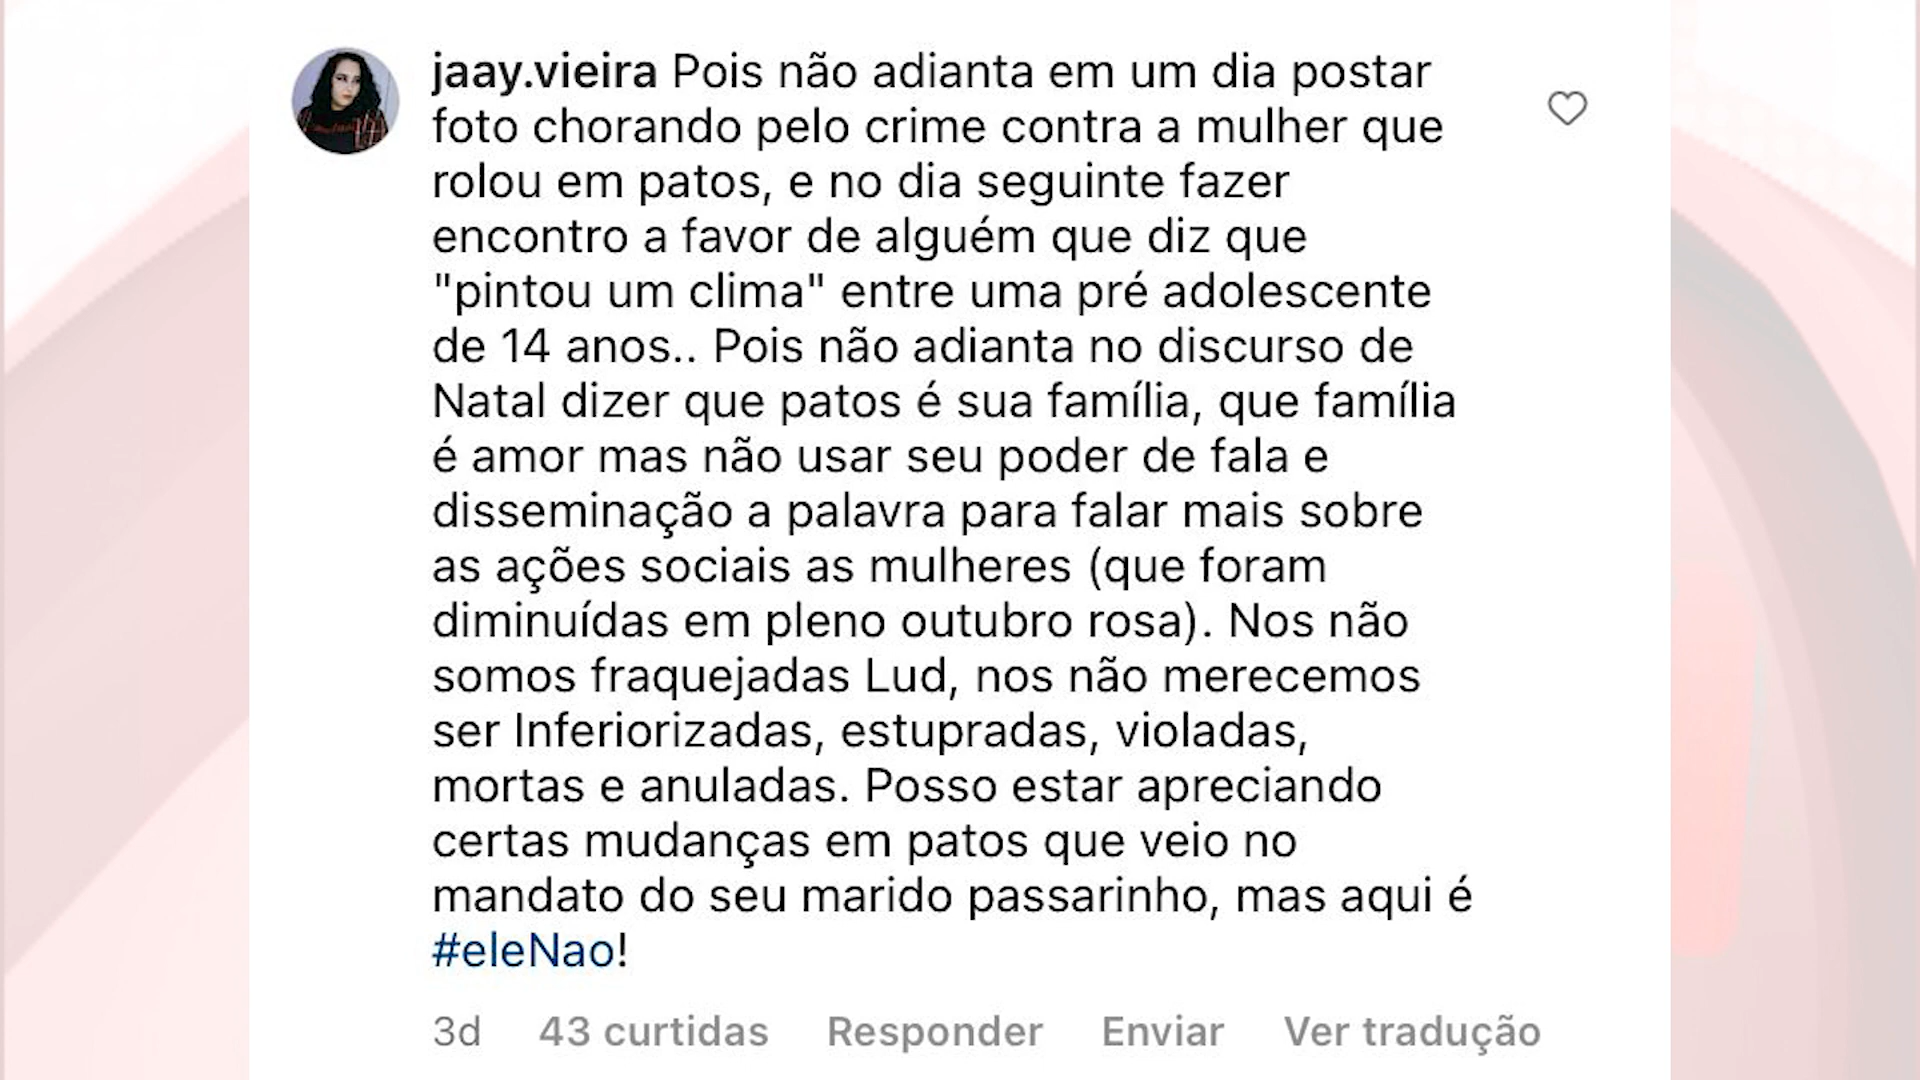 jaay.vieira Pois não adianta em um dia postar
foto chorando pelo crime contra a mulher que
rolou em patos, e no dia seguinte fazer
encontro a favor de alguém que diz que
"pintou um clima" entre uma pré adolescente
de 14 anos.. Pois não adianta no discurso de
Natal dizer que patos é sua família, que família
é amor mas não usar seu poder de fala e
disseminação a palavra para falar mais sobre
as ações sociais as mulheres (que foram
diminuídas em pleno outubro rosa). Nos não
somos fraquejadas Lud, nos não merecemos
ser Inferiorizadas, estupradas, violadas,
mortas e anuladas. Posso estar apreciando
certas mudanças em patos que veio no
mandato do seu marido passarinho, mas aqui é
#eleNao!
3d 43 curtidas Responder Enviar Ver tradução